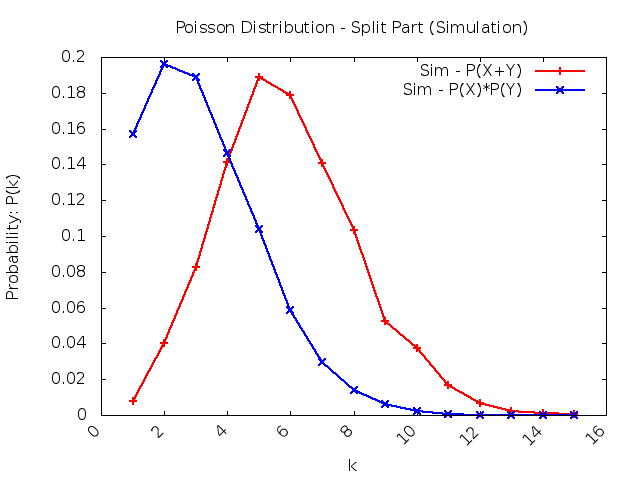 Poisson Distribution - Split Part (Simulation)
Sim - P(X+Y)
Sim - P(X)*P(Y)
Probability: P(k)
0.2
0.18
0.16
0.14
0.12
0.1
0.08
0.06
0.04
0.02
0
0 2 4 6 8 10 12 14 16
k